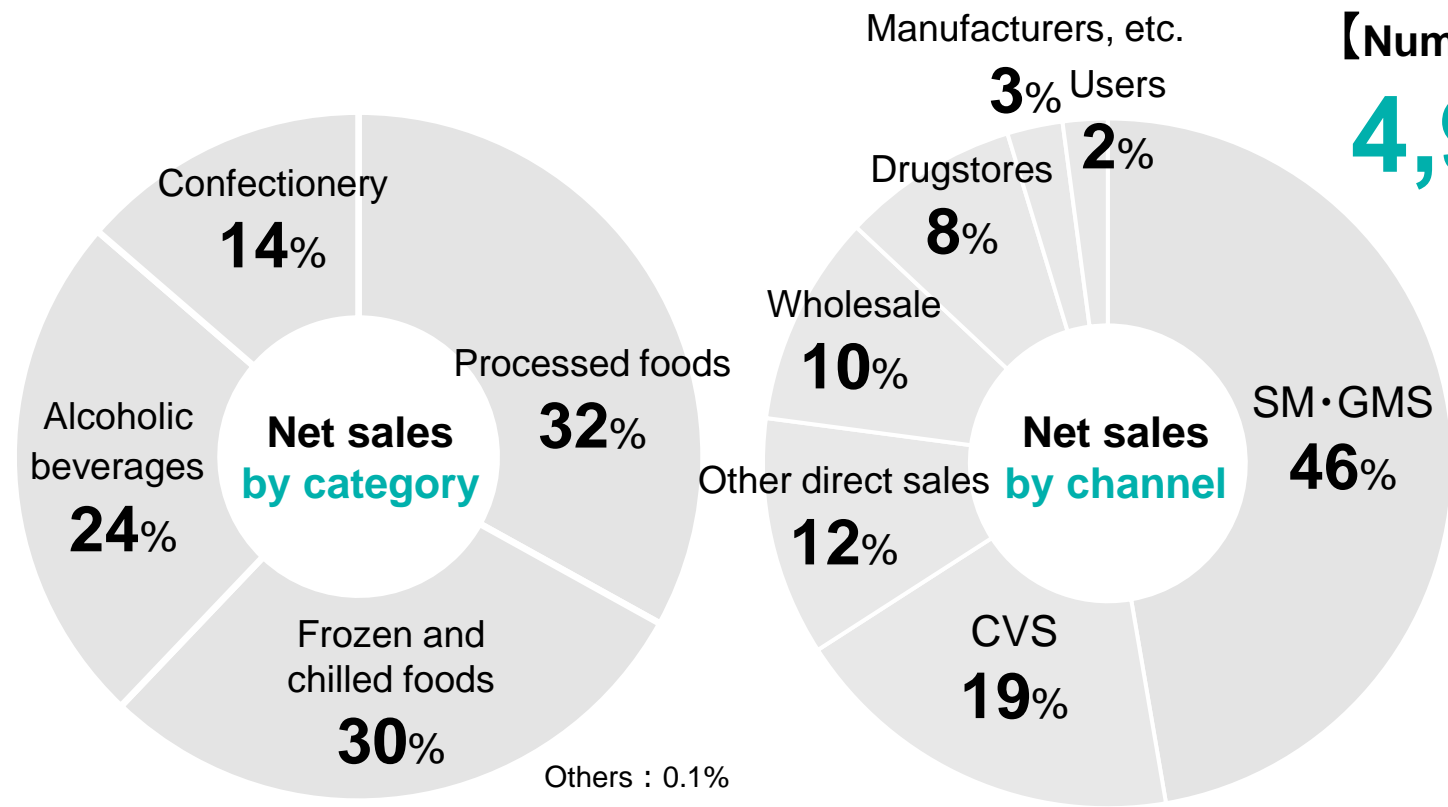 Confectionery
14%
Processed foods
32%
Alcoholic
beverages
24%
Net sales
by category
Frozen and
chilled foods
30%
Others：0.1%
Manufacturers, etc.
3%
Users
2%
Drugstores
8%
Wholesale
10%
SM・GMS
46%
Net sales
by channel
Other direct sales
12%
CVS
19%